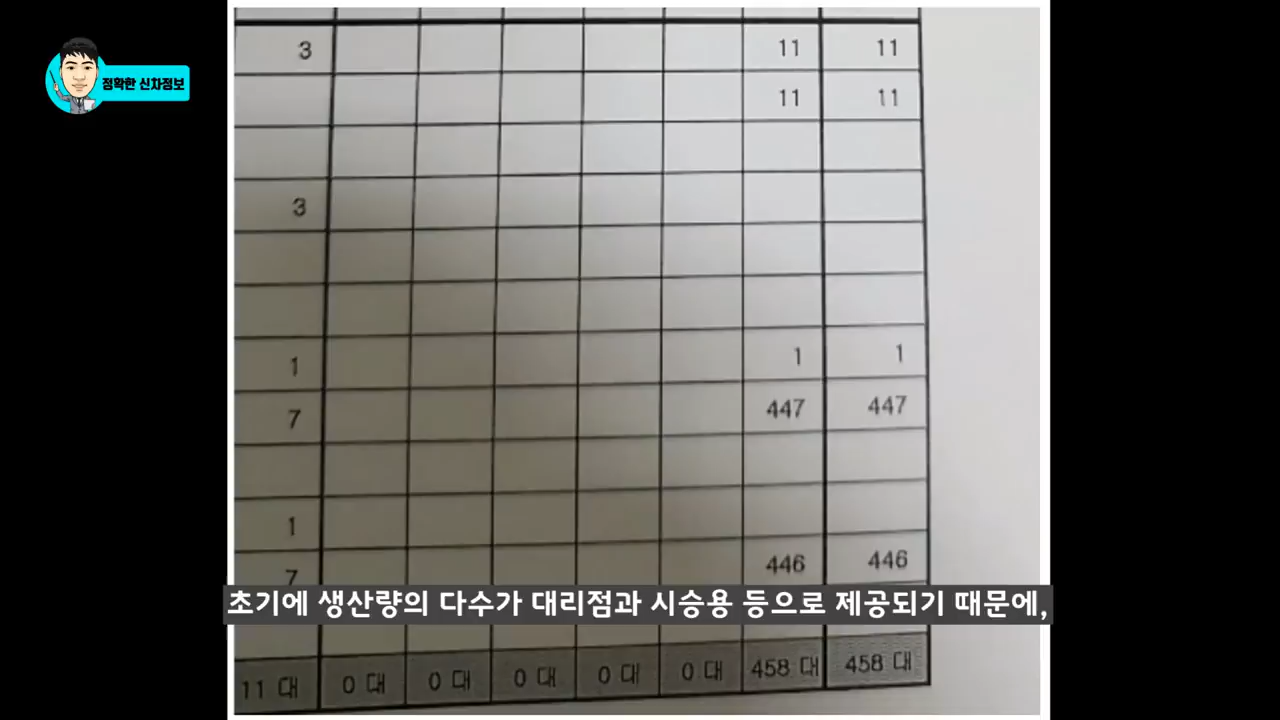 정확한 신차정보
3 11 11
11 11
3
1 1 1
7 447 447
1
7 446 446
초기에 생산량의 다수가 대리점과 시승용 등으로 제공되기 때문에,
11 대 0 대 0 대 0 대 0 대 0 대 458 대 458 대